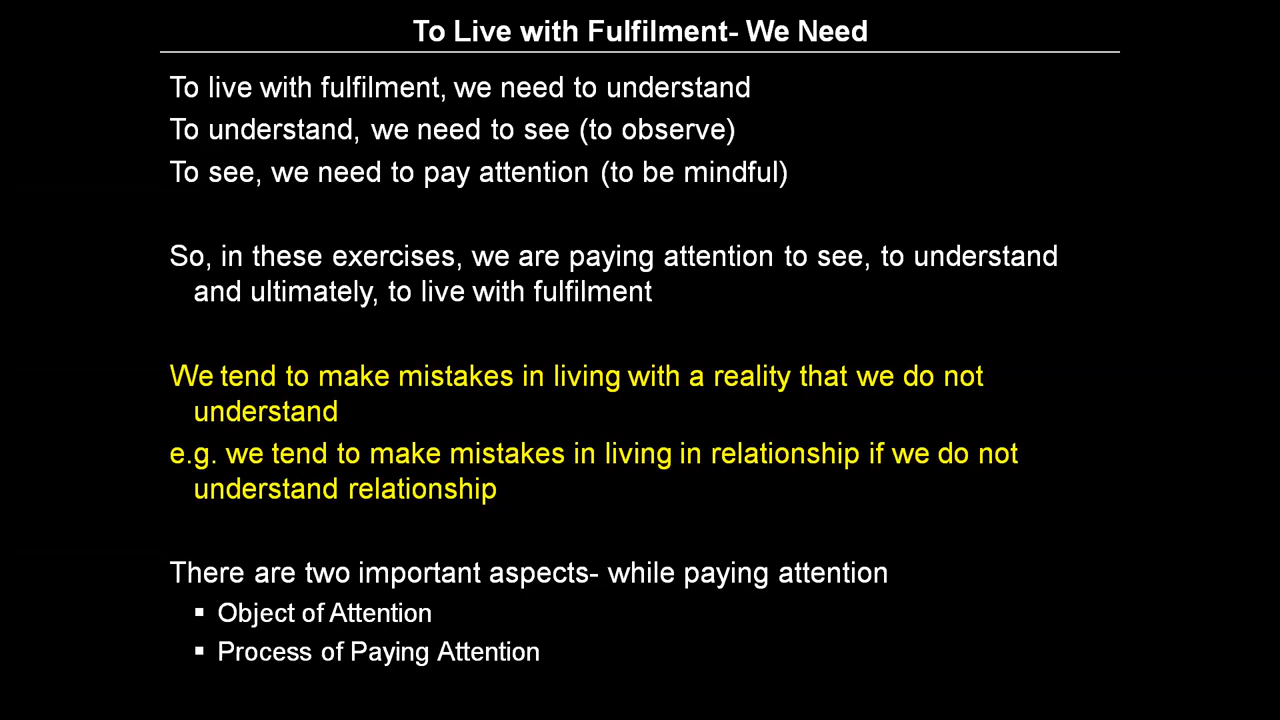 To Live with Fulfilment- We Need
To live with fulfilment, we need to understand
To understand, we need to see (to observe)
To see, we need to pay attention (to be mindful)
So, in these exercises, we are paying attention to see, to understand
and ultimately, to live with fulfilment
We tend to make mistakes in living with a reality that we do not
understand
e.g. we tend to make mistakes in living in relationship if we do not
understand relationship
There are two important aspects- while paying attention
▪ Object of Attention
▪ Process of Paying Attention